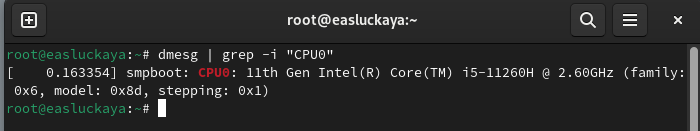 root@easluckaya:~
root@easluckaya:~# dmesg | grep -i "CPU0"
[    0.163354] smpboot: CPU0: 11th Gen Intel(R) Core(TM) i5-11260H @ 2.60GHz (family:
 0x6, model: 0x8d, stepping: 0x1)
root@easluckaya:~#